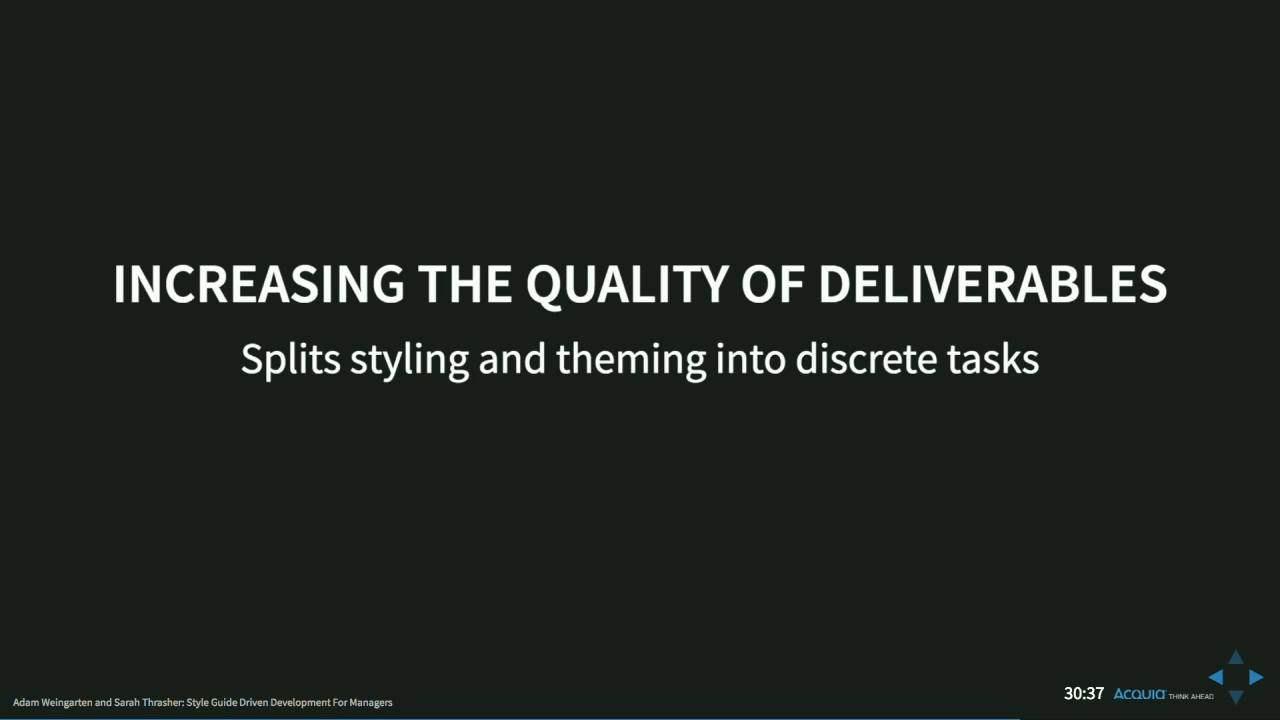 INCREASING THE QUALITY OF DELIVERABLES
Splits styling and theming into discrete tasks
Adam Weingarten and Sarah Thrasher: Style Guide Driven Development For Managers
30:37 Acquia THINK AHEAD